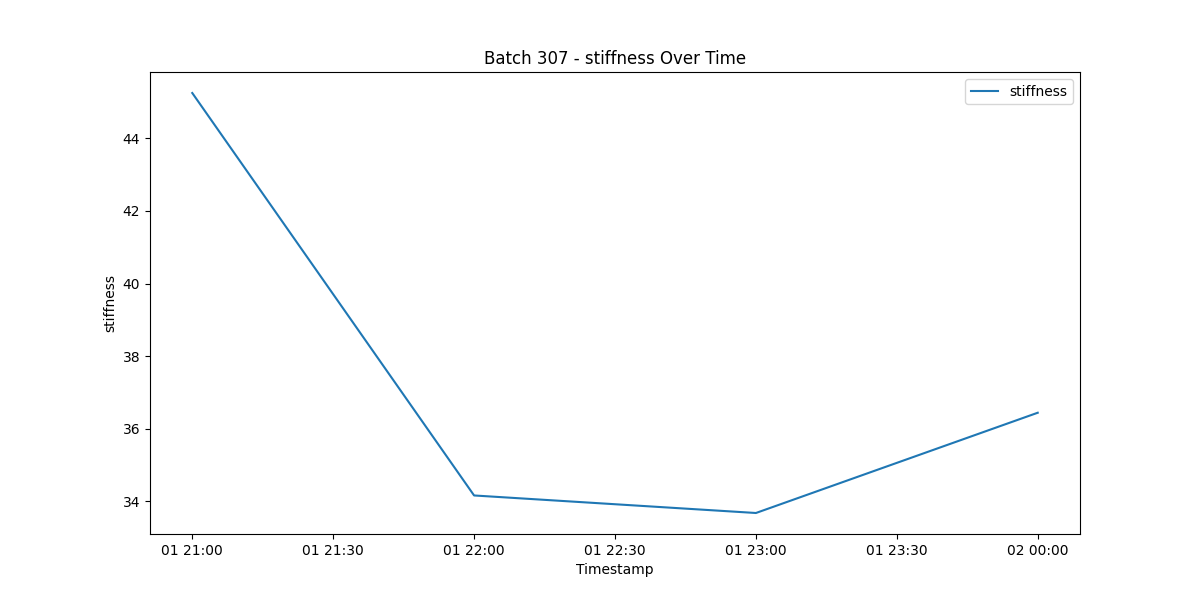 Batch 307 - stiffness Over Time
stiffness
44
42
40
38
36
34
stiffness
01 21:00 01 21:30 01 22:00 01 22:30 01 23:00 01 23:30 02 00:00
Timestamp